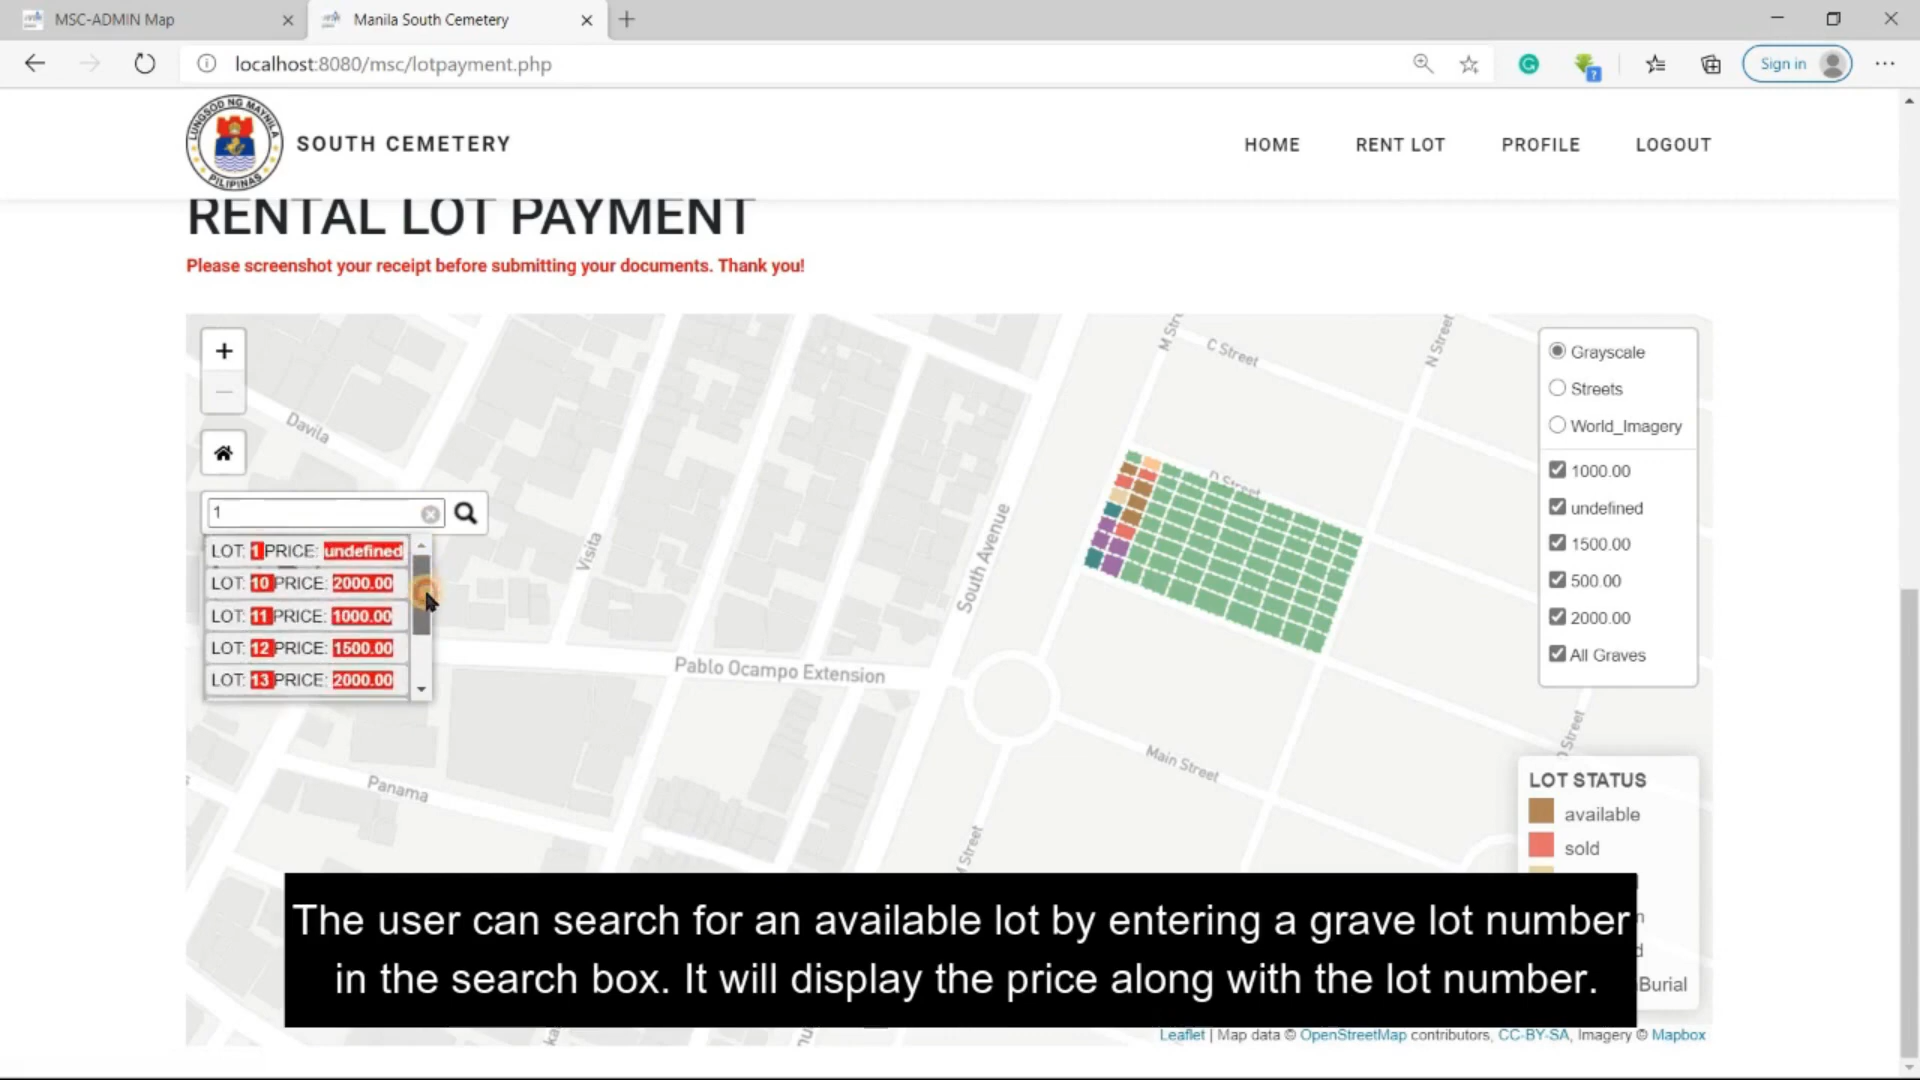 MSC-ADMIN Map
Manila South Cemetery
localhost:8080/msc/lotpayment.php
Sign in
LUNGSOD NG MAYNILA
PILIPINAS
SOUTH CEMETERY
HOME
RENT LOT
PROFILE
LOGOUT
RENTAL LOT PAYMENT
Please screenshot your receipt before submitting your documents. Thank you!
+
1
LOT: 1 PRICE: undefined
LOT: 10 PRICE: 2000.00
LOT: 11 PRICE: 1000.00
LOT: 12 PRICE: 1500.00
LOT: 13 PRICE: 2000.00
Davila
Visita
Panama
South Avenue
Pablo Ocampo Extension
C Street
N Street
D Street
Main Street
Grayscale
Streets
World_Imagery
1000.00
undefined
1500.00
500.00
2000.00
All Graves
LOT STATUS
available
sold
Burial
The user can search for an available lot by entering a grave lot number
in the search box. It will display the price along with the lot number.
Leaflet | Map data © OpenStreetMap contributors, CC-BY-SA, Imagery © Mapbox